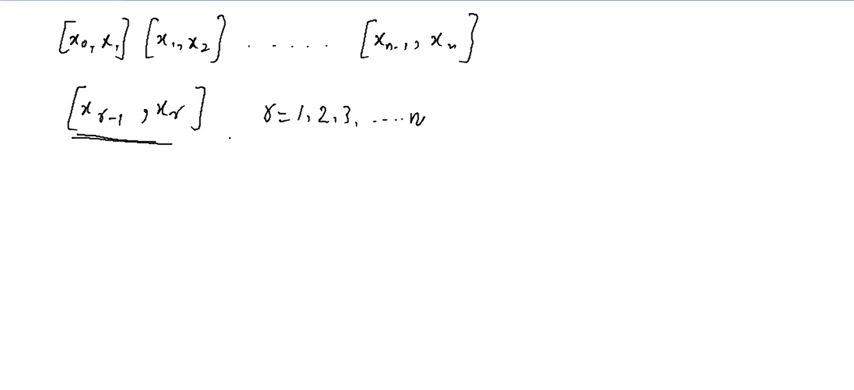 [x₀, x₁] [x₁, x₂] . . . . . . [xₙ₋₁, xₙ]
[xᵣ₋₁, xᵣ] r = 1, 2, 3, ..... n